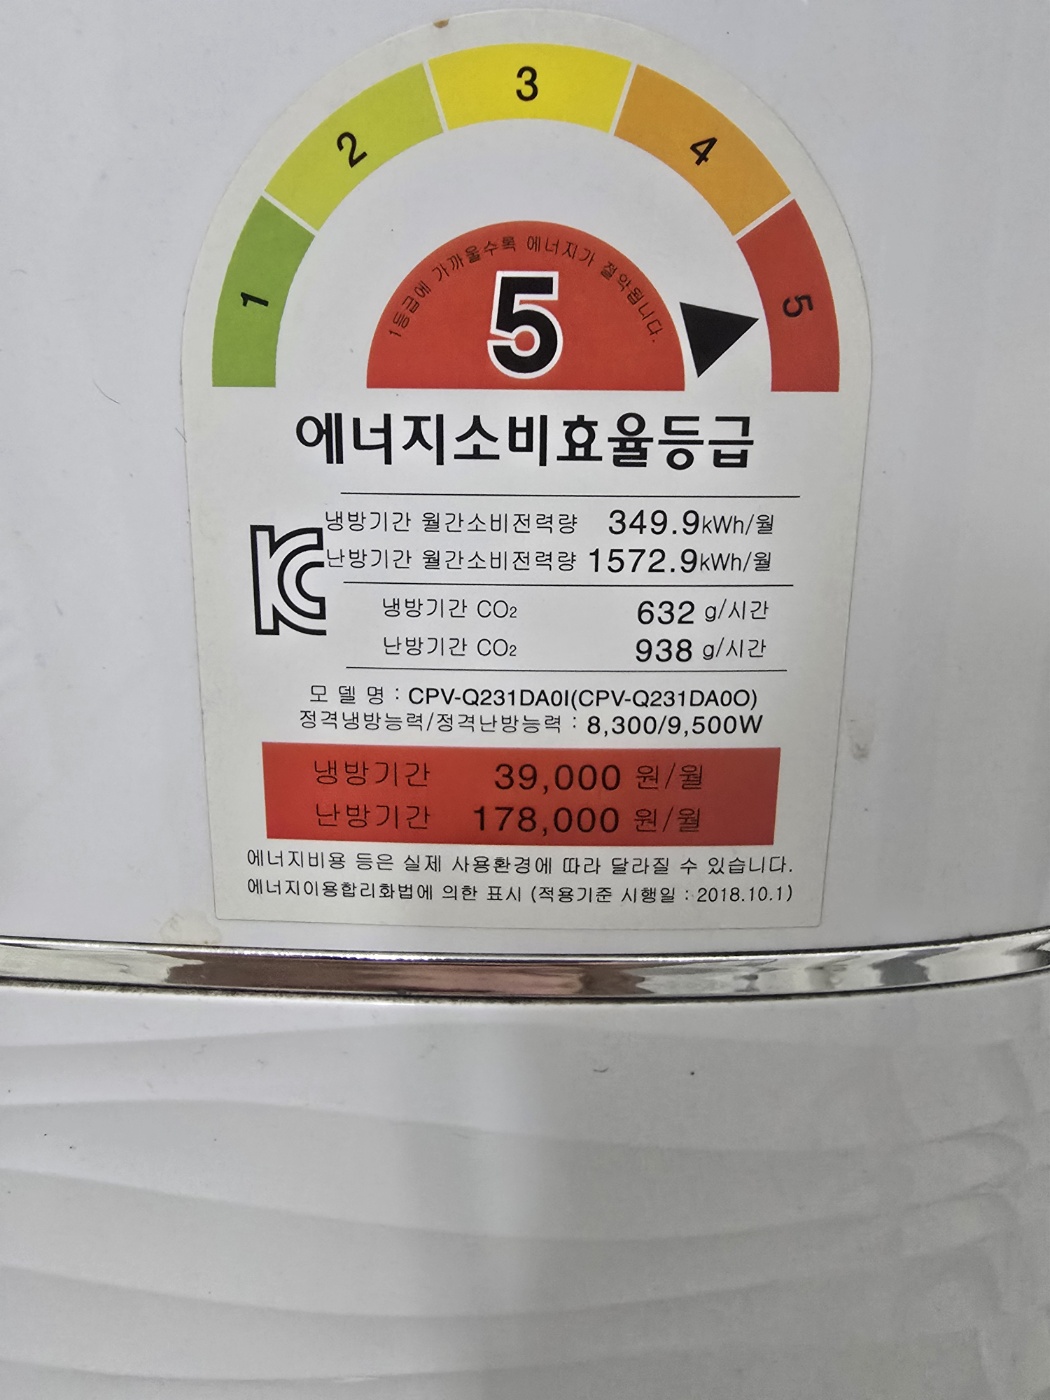 1
2
3
4
5
1등급에 가까울수록 에너지가 절약됩니다.
5
에너지소비효율등급
냉방기간 월간소비전력량 349.9kWh/월
난방기간 월간소비전력량 1572.9kWh/월
냉방기간 CO₂ 632 g/시간
난방기간 CO₂ 938 g/시간
모 델 명 : CPV-Q231DA0I(CPV-Q231DA0O)
정격냉방능력/정격난방능력 : 8,300/9,500W
냉방기간 39,000 원/월
난방기간 178,000 원/월
에너지비용 등은 실제 사용환경에 따라 달라질 수 있습니다.
에너지이용합리화법에 의한 표시 (적용기준 시행일 : 2018.10.1)